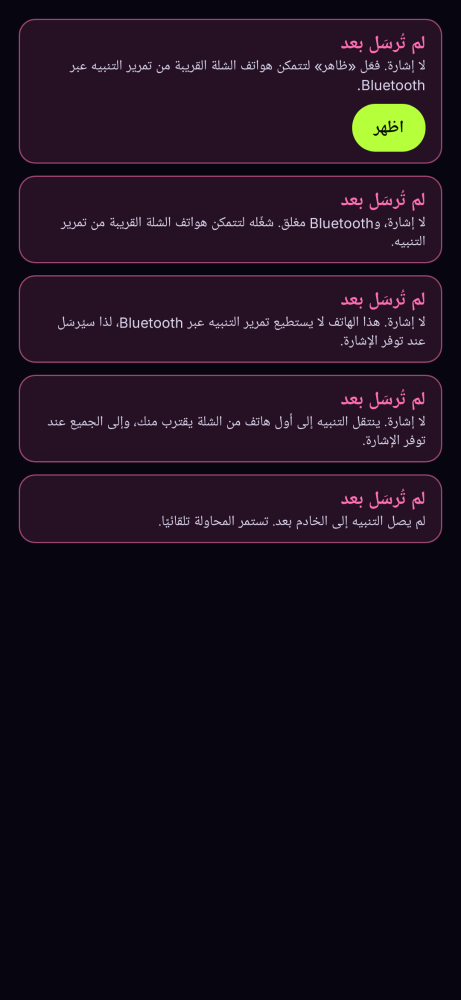 لم تُرسَل بعد
لا إشارة. فعّل «ظاهر» لتتمكن هواتف الشلة القريبة من تمرير التنبيه عبر
Bluetooth.
اظهر
لم تُرسَل بعد
لا إشارة، وBluetooth مغلق. شغّله لتتمكن هواتف الشلة القريبة من تمرير
التنبيه.
لم تُرسَل بعد
لا إشارة. هذا الهاتف لا يستطيع تمرير التنبيه عبر Bluetooth، لذا سيُرسَل
عند توفر الإشارة.
لم تُرسَل بعد
لا إشارة. ينتقل التنبيه إلى أول هاتف من الشلة يقترب منك، وإلى الجميع عند
توفر الإشارة.
لم تُرسَل بعد
لم يصل التنبيه إلى الخادم بعد. تستمر المحاولة تلقائيًا.